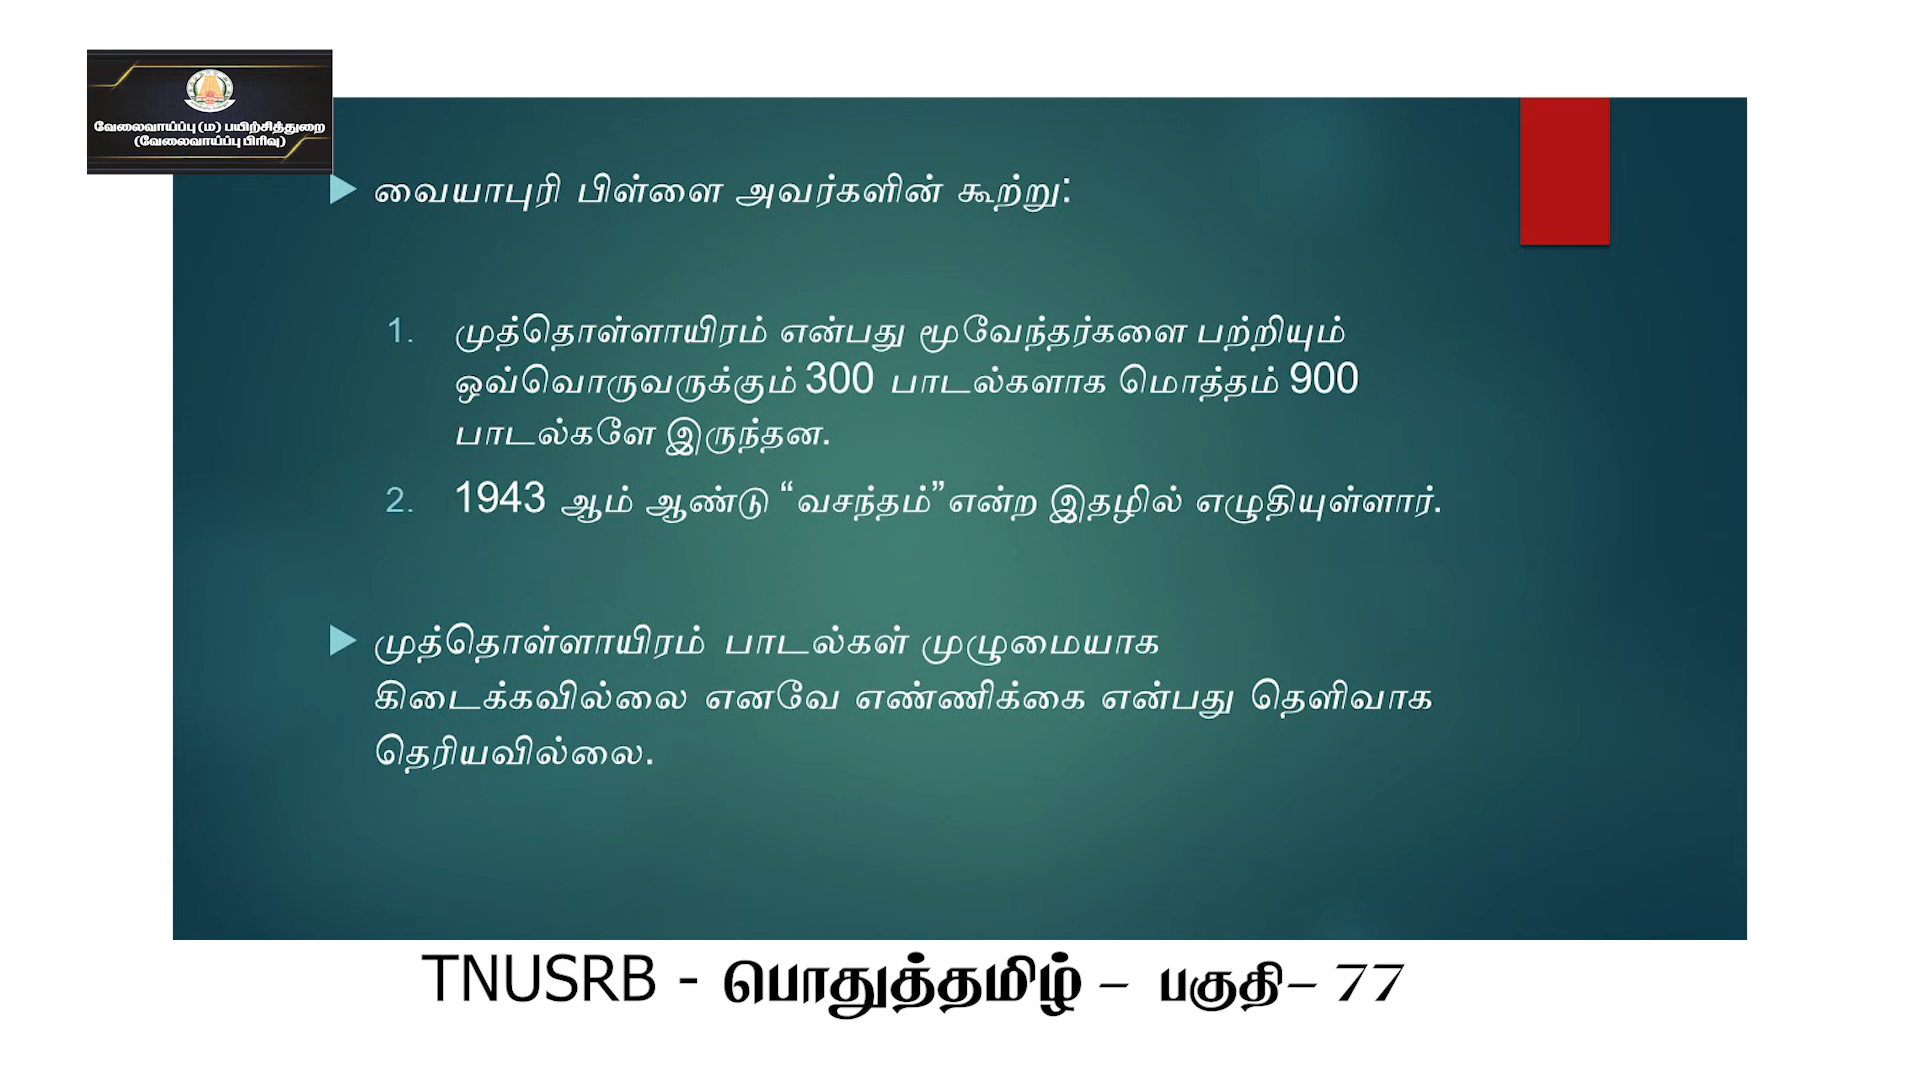 வேலைவாய்ப்பு (ம) பயிற்சித்துறை
(வேலைவாய்ப்பு பிரிவு)
வையாபுரி பிள்ளை அவர்களின் கூற்று:
1. முத்தொள்ளாயிரம் என்பது மூவேந்தர்களை பற்றியும்
ஒவ்வொருவருக்கும் 300 பாடல்களாக மொத்தம் 900
பாடல்களே இருந்தன.
2. 1943 ஆம் ஆண்டு “வசந்தம்”என்ற இதழில் எழுதியுள்ளார்.
முத்தொள்ளாயிரம் பாடல்கள் முழுமையாக
கிடைக்கவில்லை எனவே எண்ணிக்கை என்பது தெளிவாக
தெரியவில்லை.
TNUSRB - பொதுத்தமிழ் – பகுதி– 77